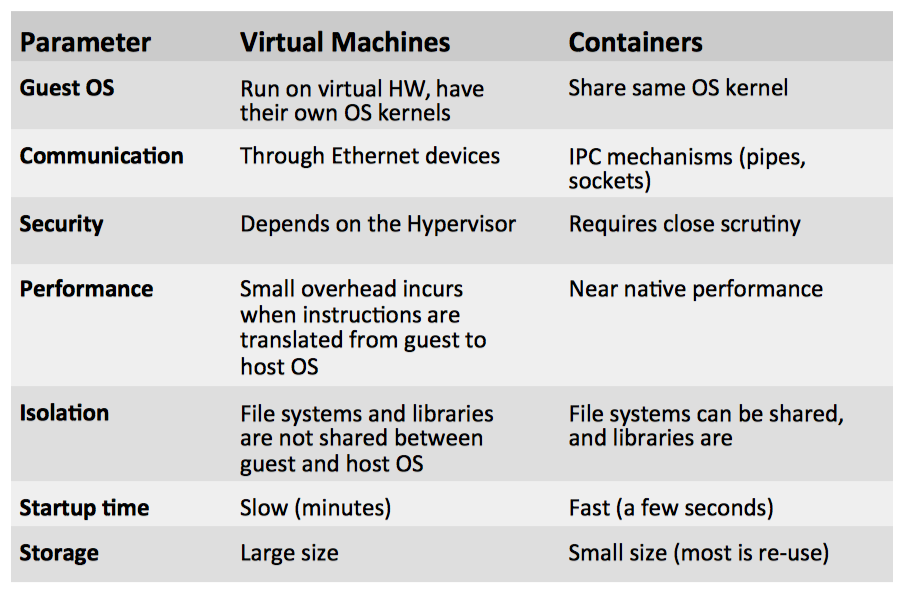 Parameter Virtual Machines Containers
Guest OS Run on virtual HW, have Share same OS kernel
their own OS kernels
Communication Through Ethernet devices IPC mechanisms (pipes,
sockets)
Security Depends on the Hypervisor Requires close scrutiny
Performance Small overhead incurs Near native performance
when instructions are
translated from guest to
host OS
Isolation File systems and libraries File systems can be shared,
are not shared between and libraries are
guest and host OS
Startup time Slow (minutes) Fast (a few seconds)
Storage Large size Small size (most is re-use)